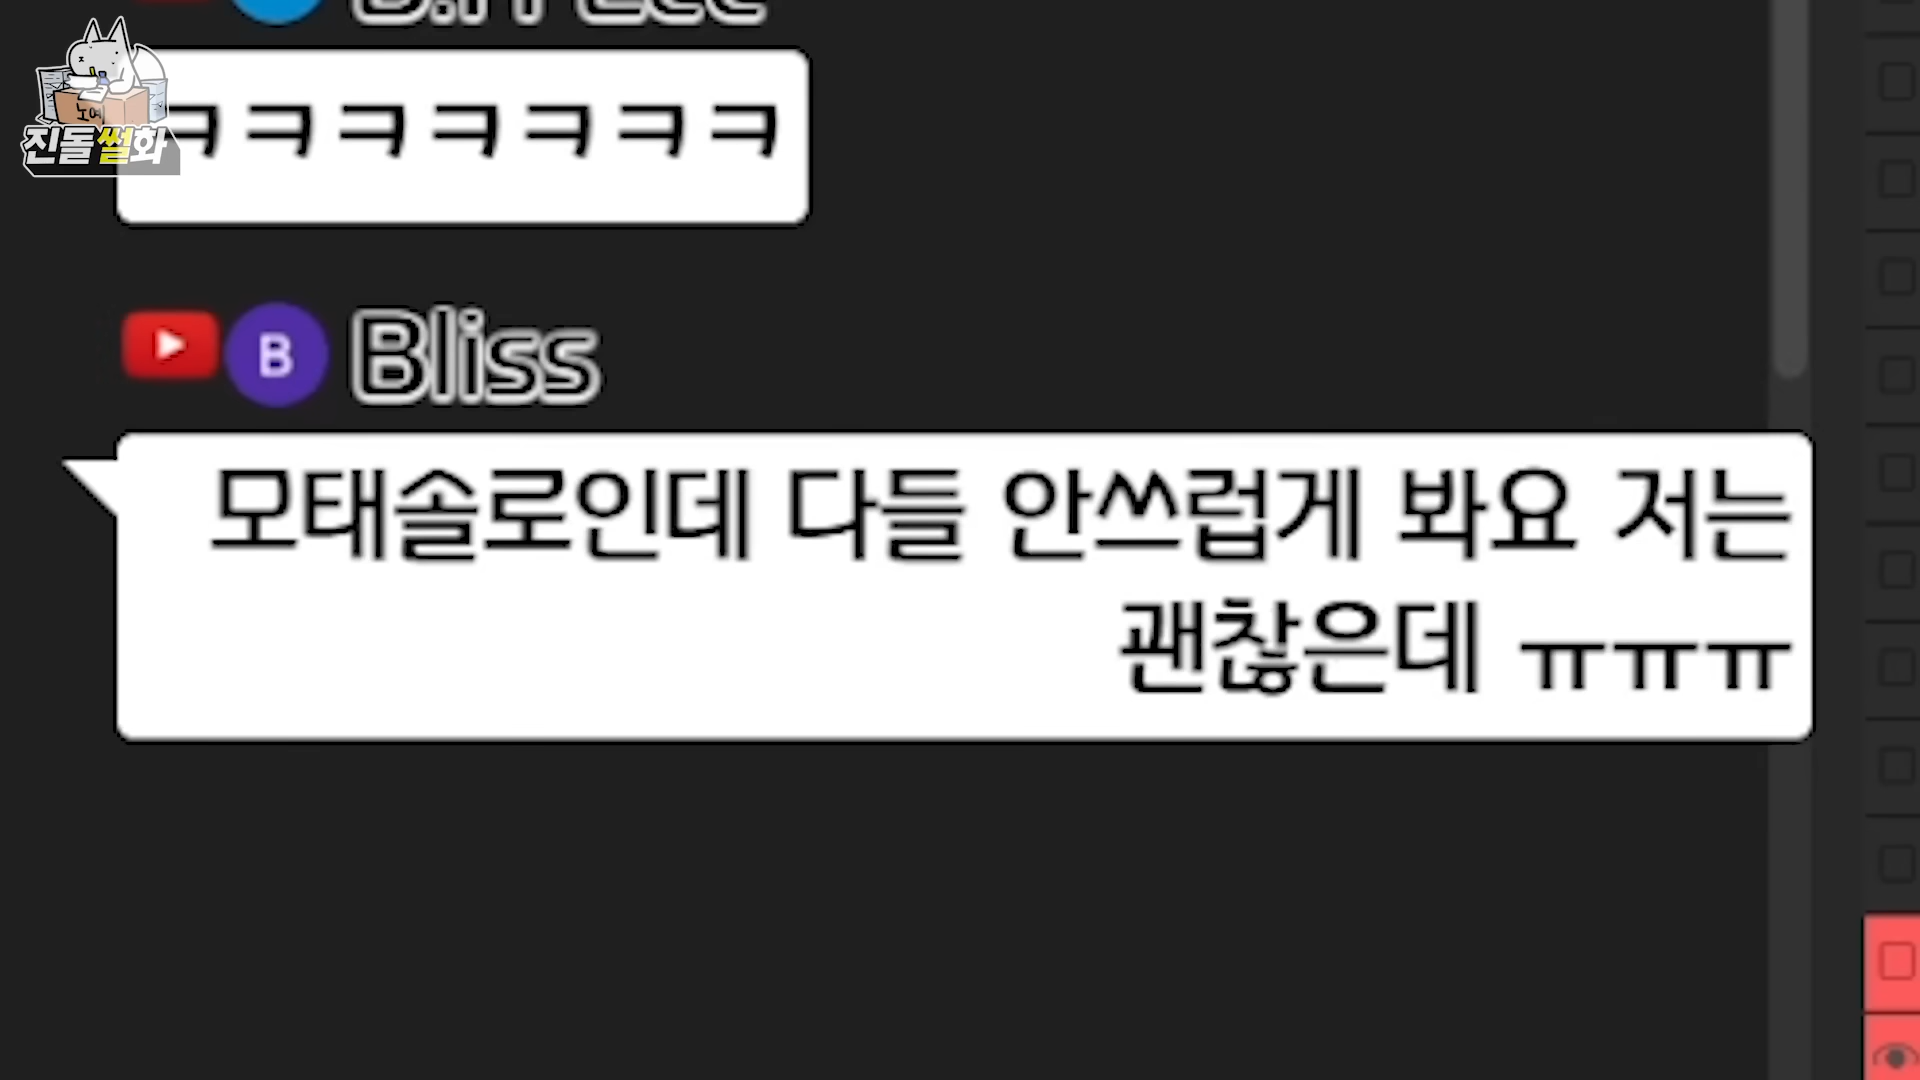 ㅋㅋㅋㅋㅋㅋㅋ
진돌썰화
B Bliss
모태솔로인데 다들 안쓰럽게 봐요 저는
괜찮은데 ㅠㅠㅠ